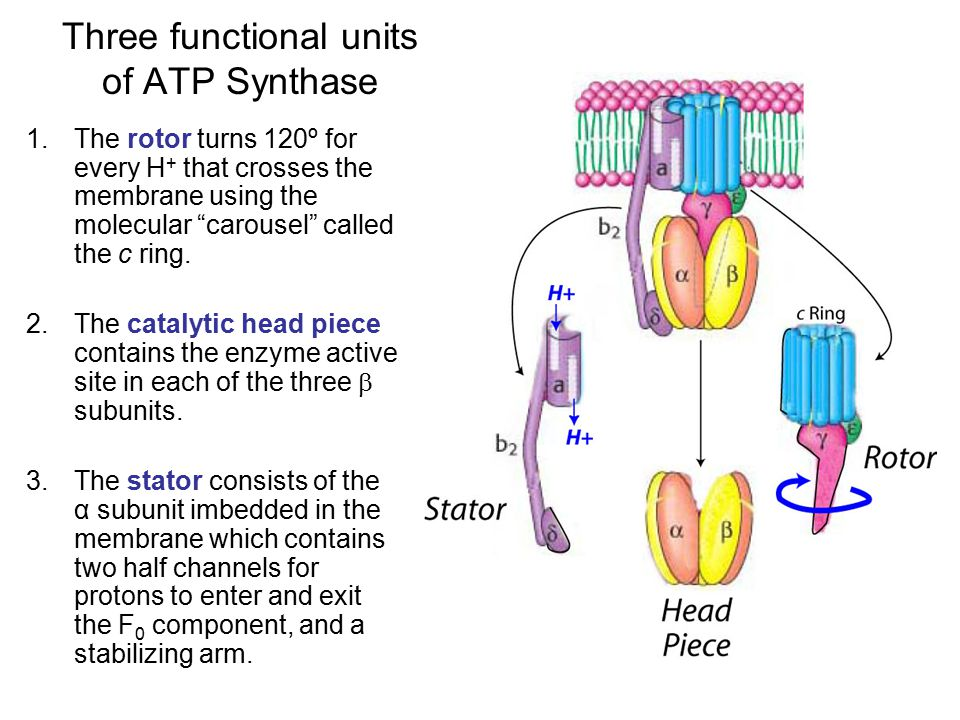 Three functional units
of ATP Synthase
1. The rotor turns 120º for
every H⁺ that crosses the
membrane using the
molecular “carousel” called
the c ring.
2. The catalytic head piece
contains the enzyme active
site in each of the three β
subunits.
3. The stator consists of the
α subunit imbedded in the
membrane which contains
two half channels for
protons to enter and exit
the F₀ component, and a
stabilizing arm.
a
γ
ε
b₂
α
β
δ
H+
a
H+
b₂
δ
Stator
c Ring
γ
ε
Rotor
α
β
Head
Piece